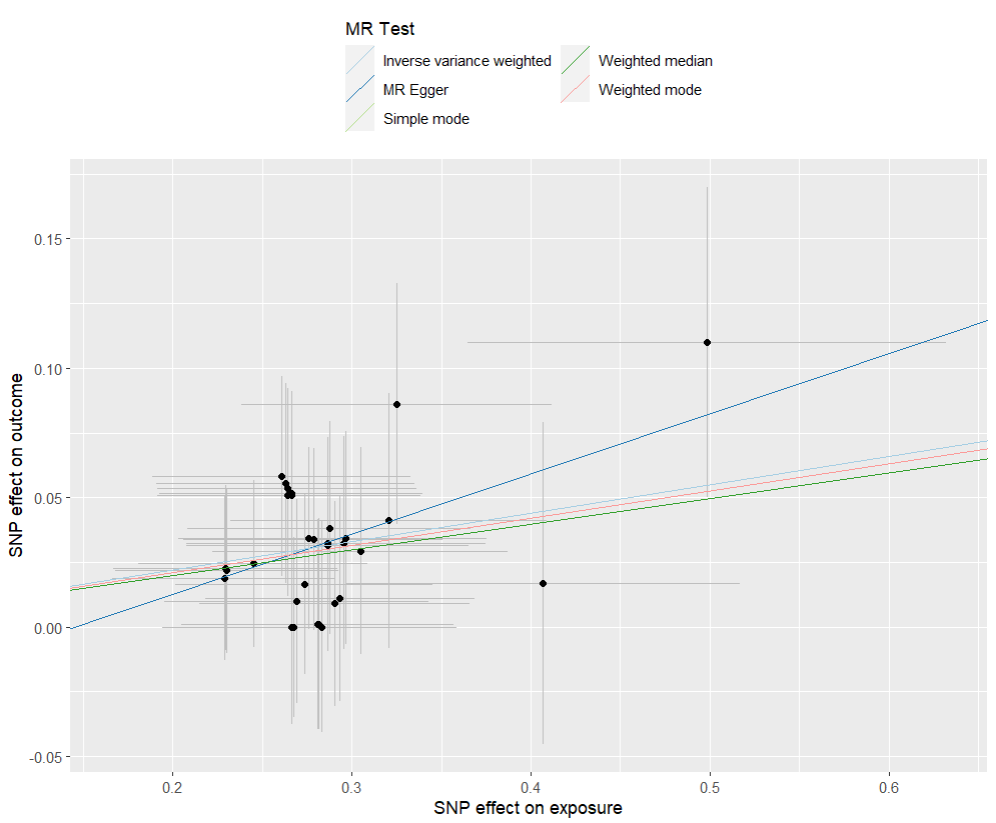 MR Test
Inverse variance weighted
Weighted median
MR Egger
Weighted mode
Simple mode
SNP effect on outcome
0.15
0.10
0.05
0.00
-0.05
0.2
0.3
0.4
0.5
0.6
SNP effect on exposure